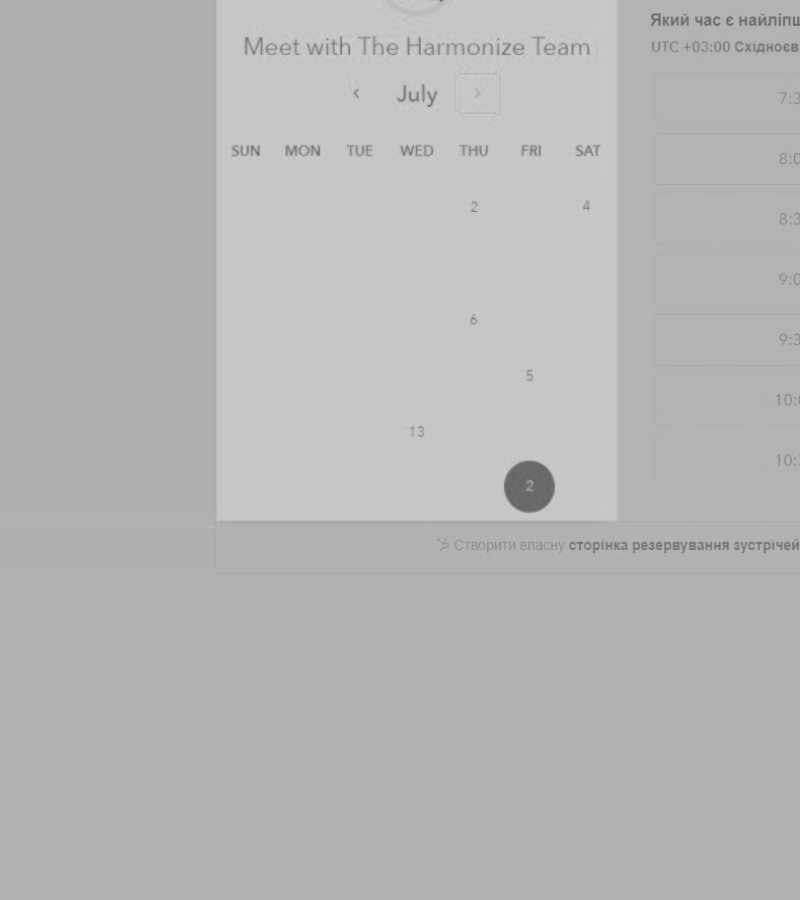 Meet with The Harmonize Team
July
SUN MON TUE WED THU FRI SAT
2 4
6
5
13
2
Який час є
UTC +03:00
7:3
8:0
8:3
9:0
9:3
10:
10:
Створити власну сторінка резервування зустрічей